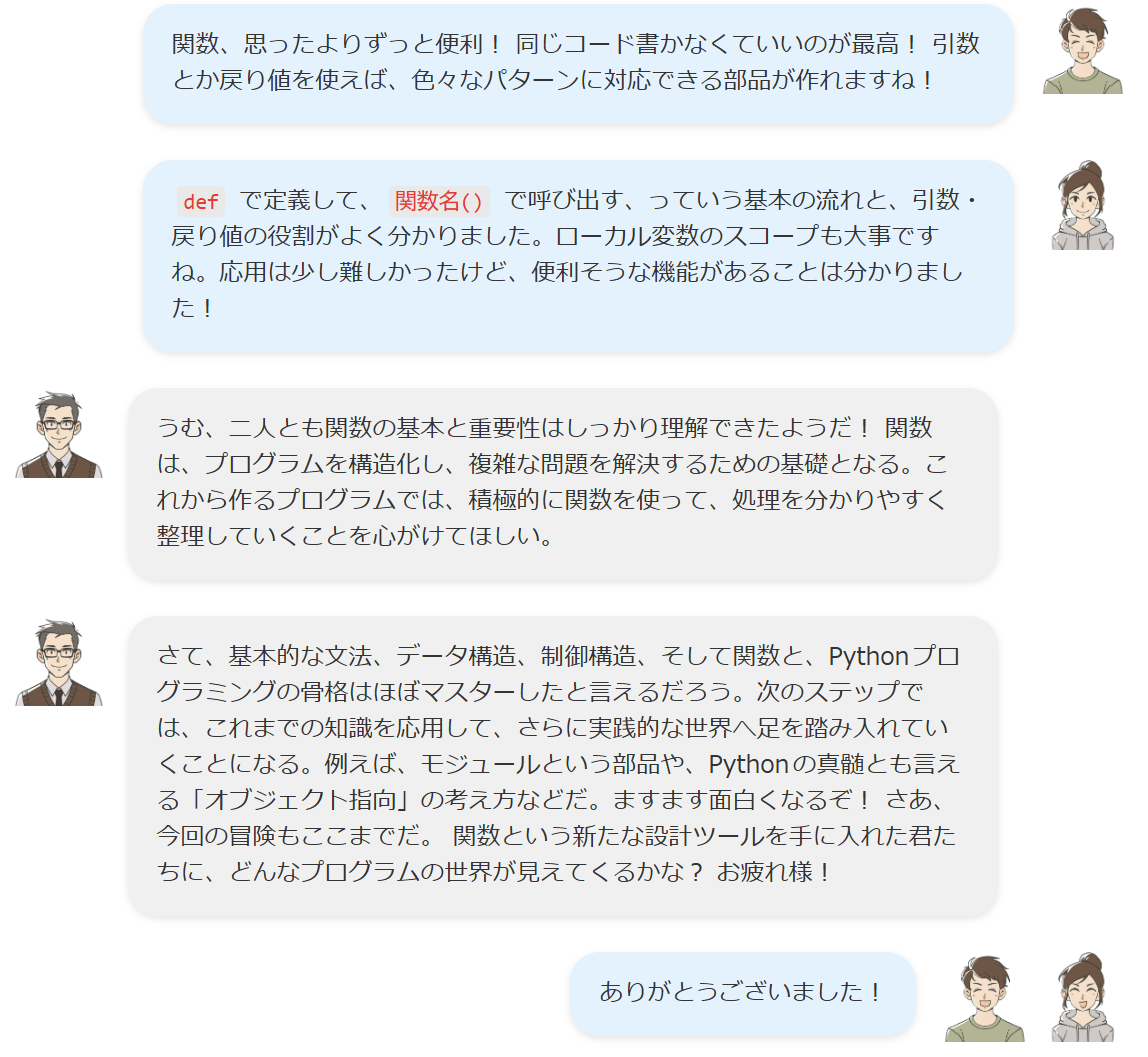 関数、思ったよりずっと便利！ 同じコード書かなくていいのが最高！ 引数
とか戻り値を使えば、色々なパターンに対応できる部品が作れますね！
def で定義して、 関数名() で呼び出す、っていう基本の流れと、引数・
戻り値の役割がよく分かりました。ローカル変数のスコープも大事です
ね。応用は少し難しかったけど、便利そうな機能があることは分かりまし
た！
うむ、二人とも関数の基本と重要性はしっかり理解できたようだ！ 関数
は、プログラムを構造化し、複雑な問題を解決するための基礎となる。こ
れから作るプログラムでは、積極的に関数を使って、処理を分かりやすく
整理していくことを心がけてほしい。
さて、基本的な文法、データ構造、制御構造、そして関数と、Pythonプロ
グラミングの骨格はほぼマスターしたと言えるだろう。次のステップで
は、これまでの知識を応用して、さらに実践的な世界へ足を踏み入れてい
くことになる。例えば、モジュールという部品や、Pythonの真髄とも言え
る「オブジェクト指向」の考え方などだ。ますます面白くなるぞ！ さあ、
今回の冒険もここまでだ。 関数という新たな設計ツールを手に入れた君た
ちに、どんなプログラムの世界が見えてくるかな？ お疲れ様！
ありがとうございました！